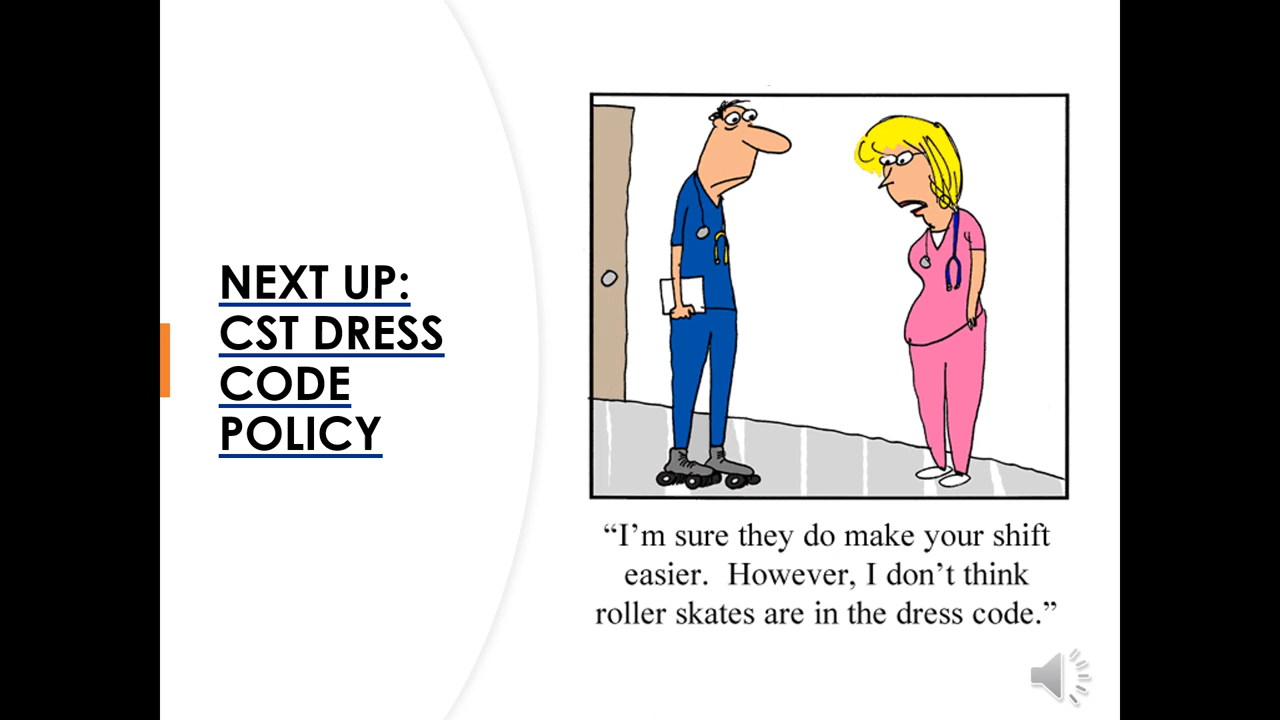 NEXT UP:
CST DRESS
CODE
POLICY
“I’m sure they do make your shift
easier.  However, I don’t think
roller skates are in the dress code.”